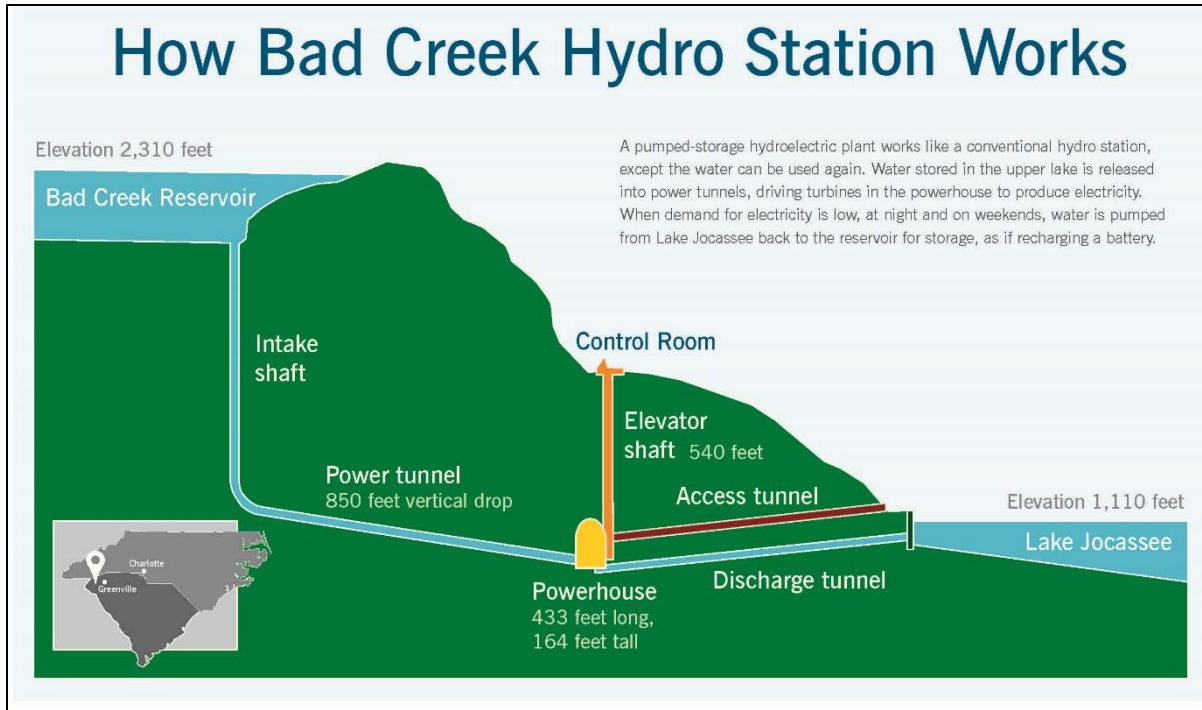 How Bad Creek Hydro Station Works
Elevation 2,310 feet
Bad Creek Reservoir
A pumped-storage hydroelectric plant works like a conventional hydro station,
except the water can be used again. Water stored in the upper lake is released
into power tunnels, driving turbines in the powerhouse to produce electricity.
When demand for electricity is low, at night and on weekends, water is pumped
from Lake Jocassee back to the reservoir for storage, as if recharging a battery.
Intake
shaft
Control Room
Elevator
shaft 540 feet
Power tunnel
850 feet vertical drop
Access tunnel
Elevation 1,110 feet
Lake Jocassee
Discharge tunnel
Powerhouse
433 feet long,
164 feet tall
Charlotte
Greenville